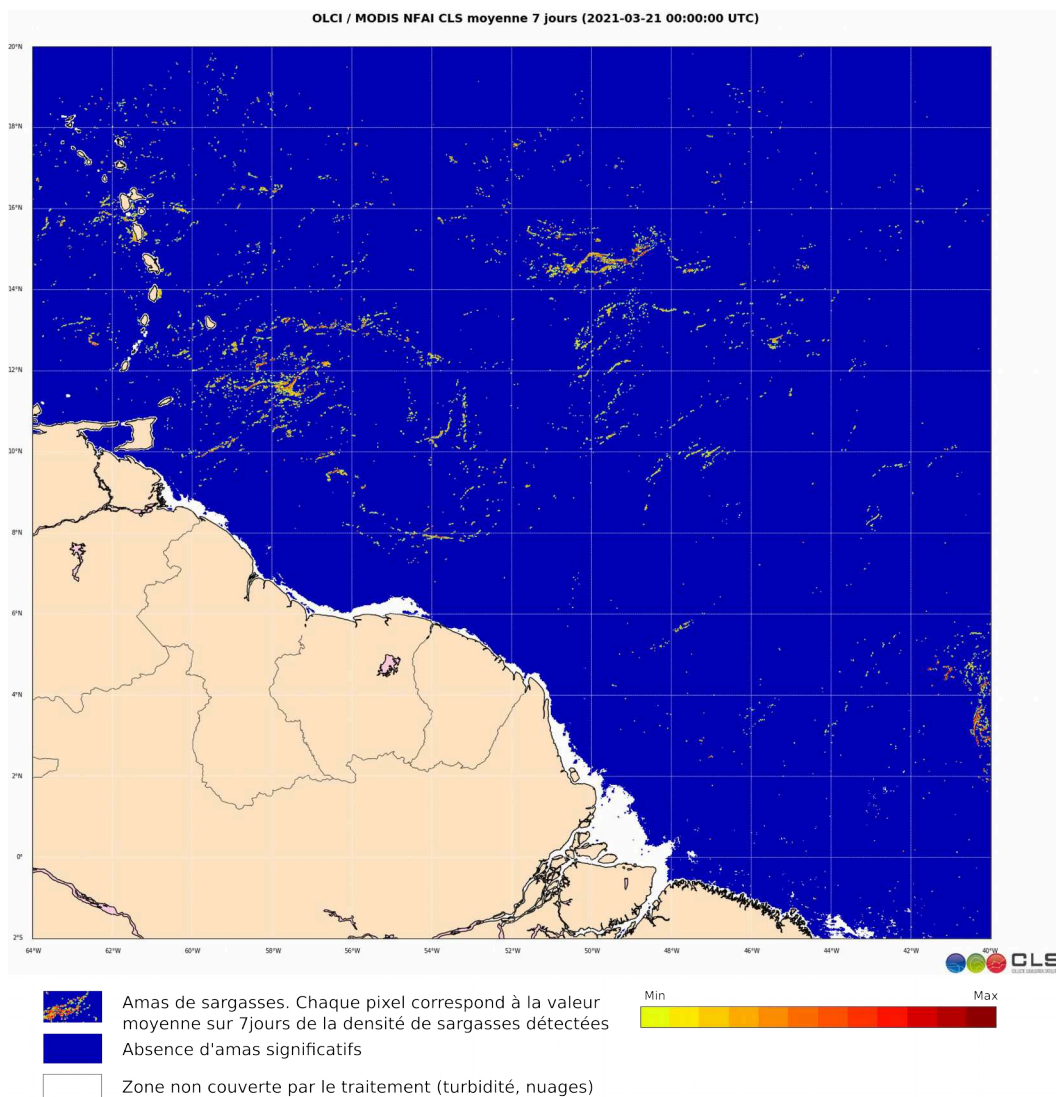 OLCI / MODIS NFAI CLS moyenne 7 jours (2021-03-21 00:00:00 UTC)
20°N
18°N
16°N
14°N
12°N
10°N
8°N
6°N
4°N
2°N
0°
2°S
64°W 62°W 60°W 58°W 56°W 54°W 52°W 50°W 48°W 46°W 44°W 42°W 40°W
CLS
Amas de sargasses. Chaque pixel correspond à la valeur
moyenne sur 7jours de la densité de sargasses détectées
Min Max
Absence d'amas significatifs
Zone non couverte par le traitement (turbidité, nuages)